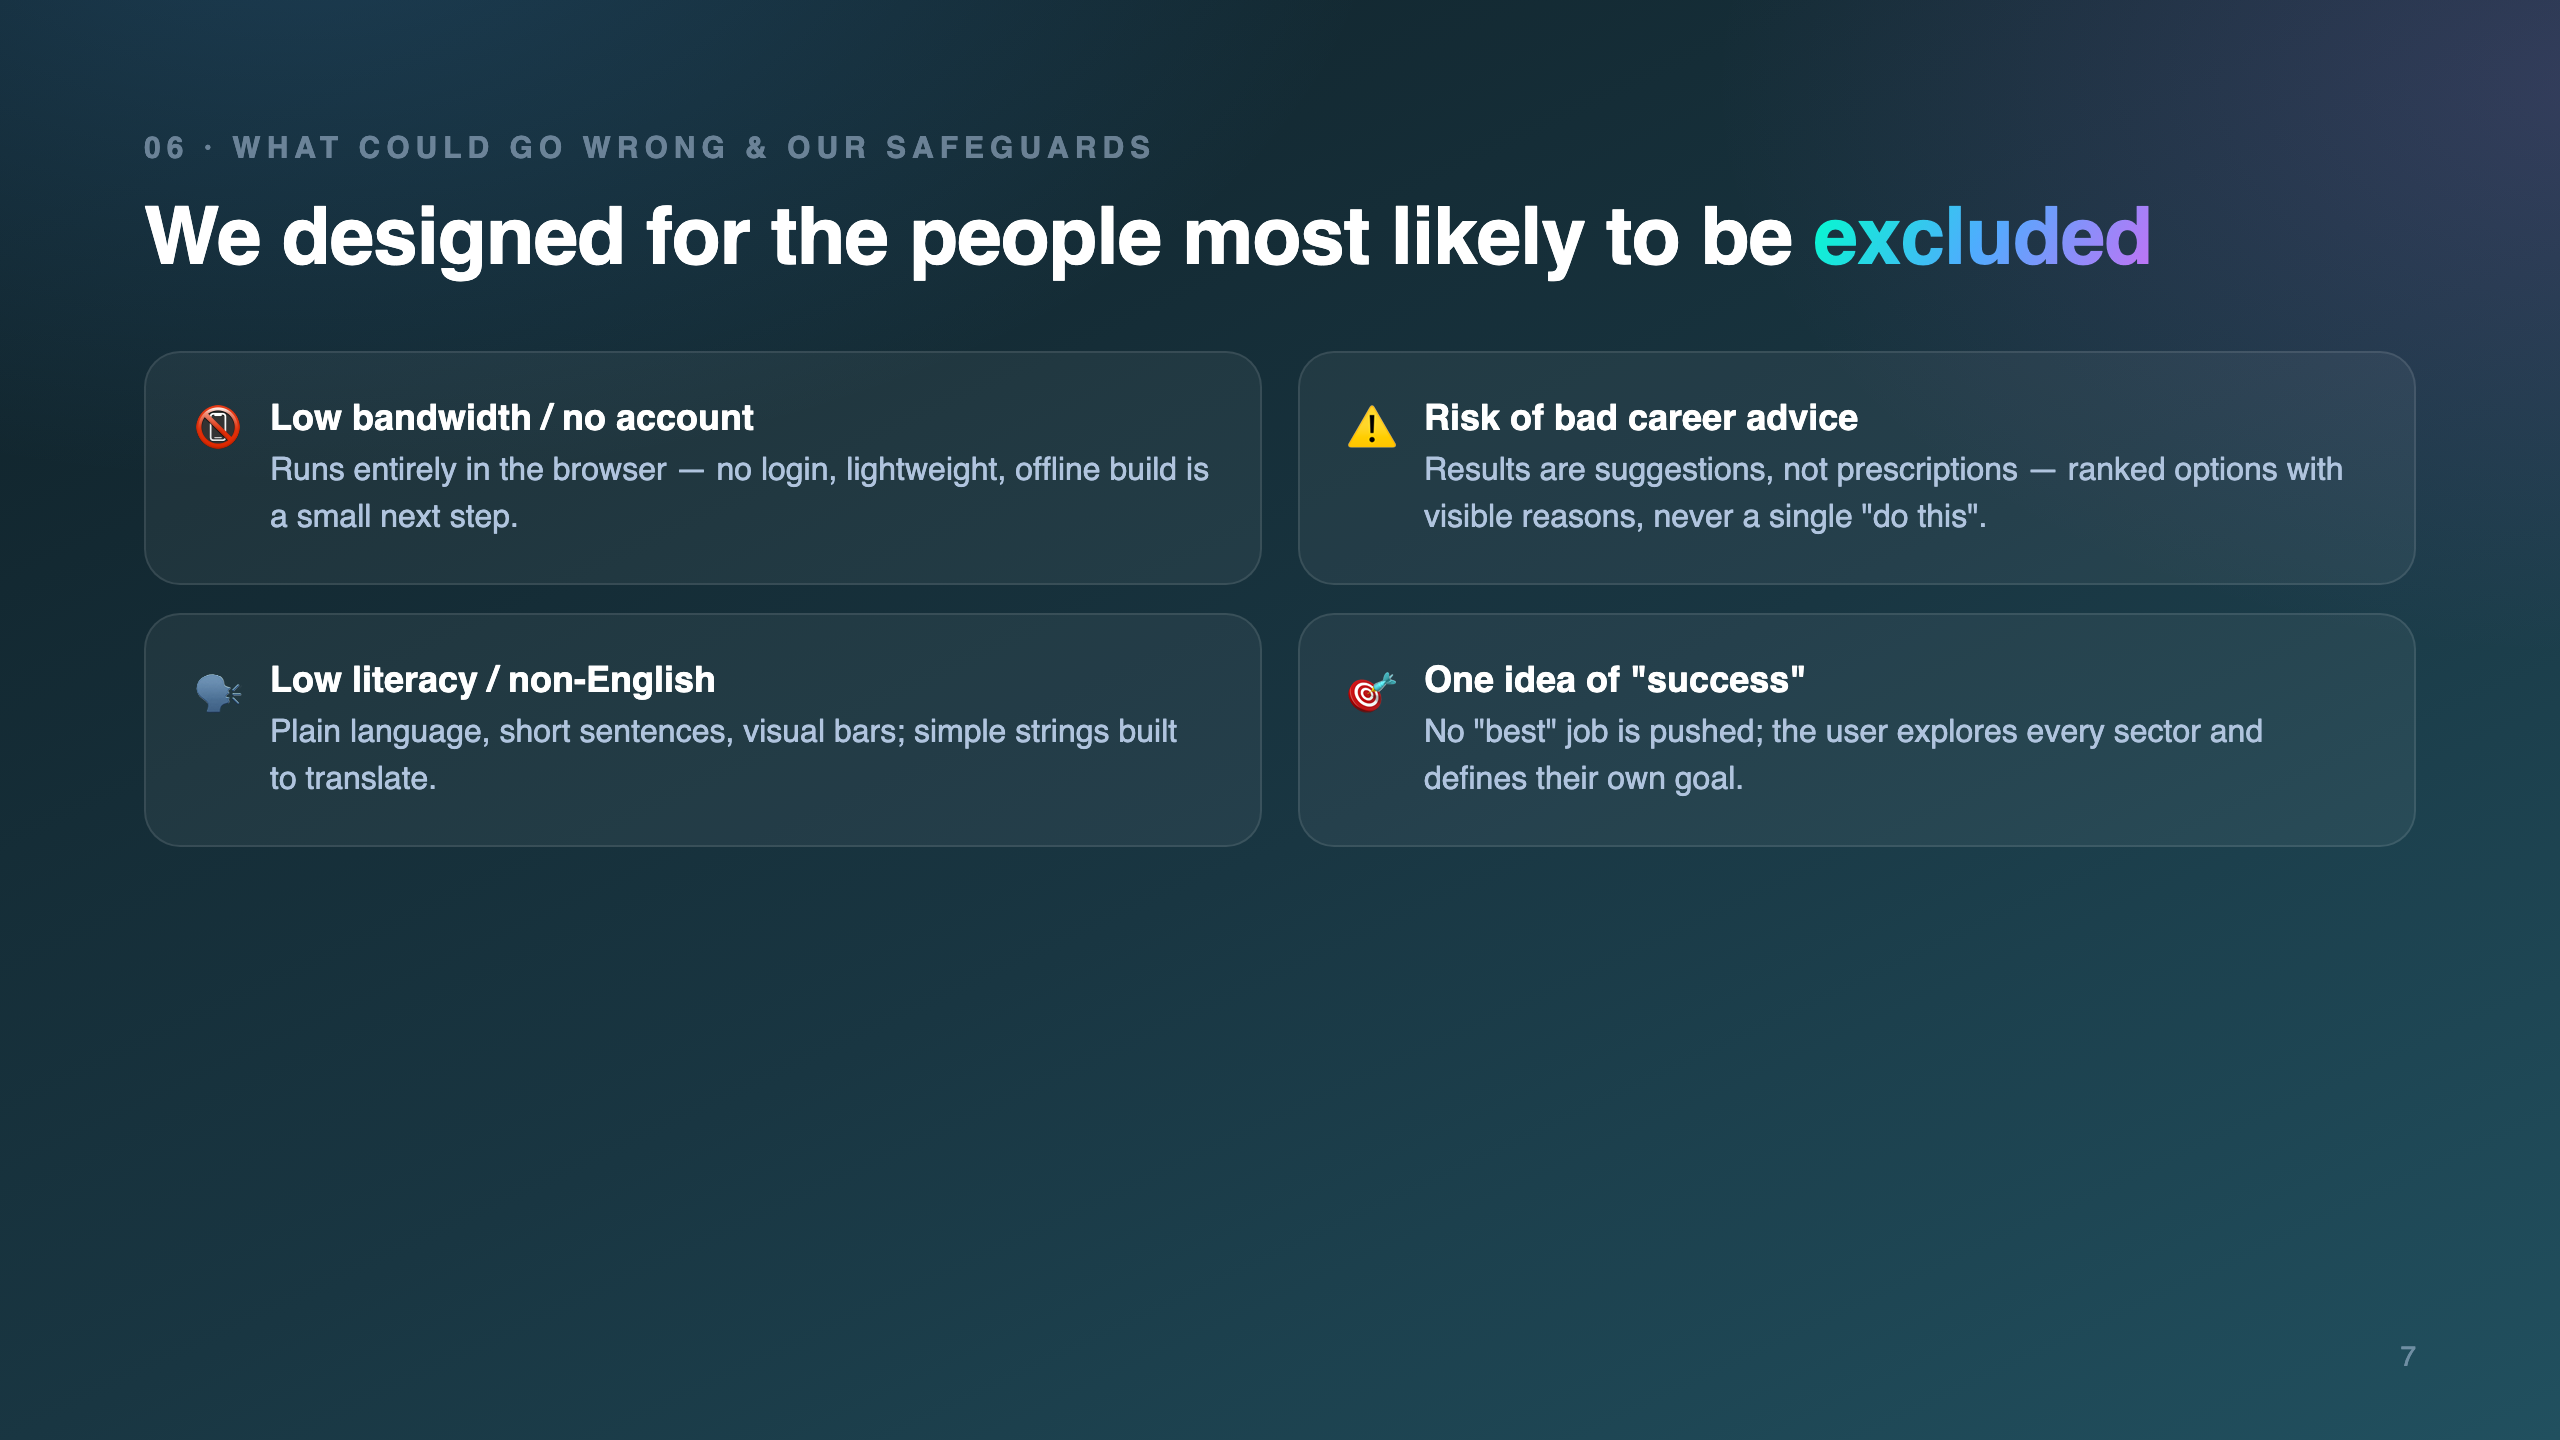 06 · WHAT COULD GO WRONG & OUR SAFEGUARDS
We designed for the people most likely to be excluded
Low bandwidth / no account
Runs entirely in the browser — no login, lightweight, offline build is
a small next step.
Risk of bad career advice
Results are suggestions, not prescriptions — ranked options with
visible reasons, never a single "do this".
Low literacy / non-English
Plain language, short sentences, visual bars; simple strings built
to translate.
One idea of "success"
No "best" job is pushed; the user explores every sector and
defines their own goal.
7